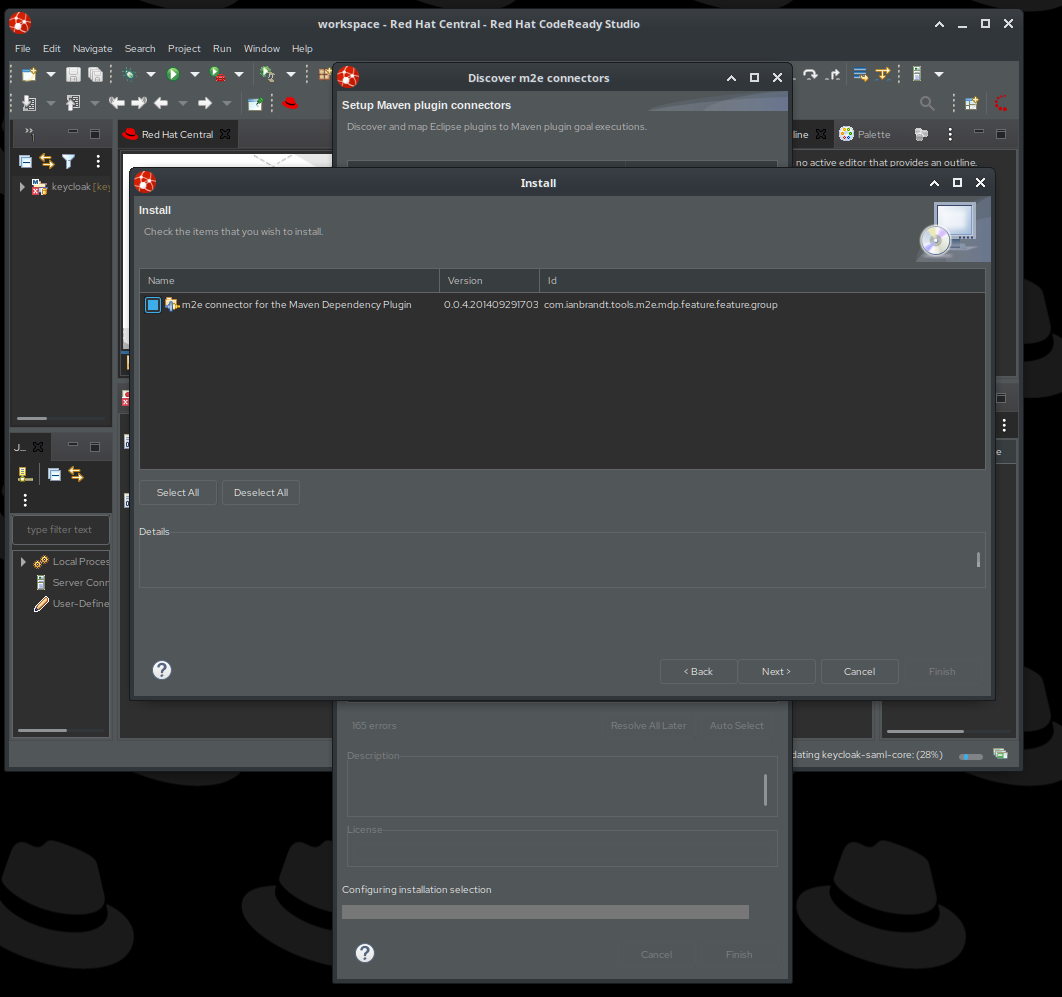 workspace - Red Hat Central - Red Hat CodeReady Studio
File Edit Navigate Search Project Run Window Help
Discover m2e connectors
Setup Maven plugin connectors
Discover and map Eclipse plugins to Maven plugin goal executions.
Red Hat Central
line
Palette
no active editor that provides an outline.
keycloak [key
Install
Install
Check the items that you wish to install.
Name Version Id
m2e connector for the Maven Dependency Plugin 0.0.4.201409291703 com.ianbrandt.tools.m2e.mdp.feature.feature.group
Select All Deselect All
Details
< Back Next > Cancel Finish
J...
type filter text
Local Proces
Server Conn
User-Define
e
165 errors Resolve All Later Auto Select
Description
License
Configuring installation selection
Cancel Finish
dating keycloak-saml-core: (28%)